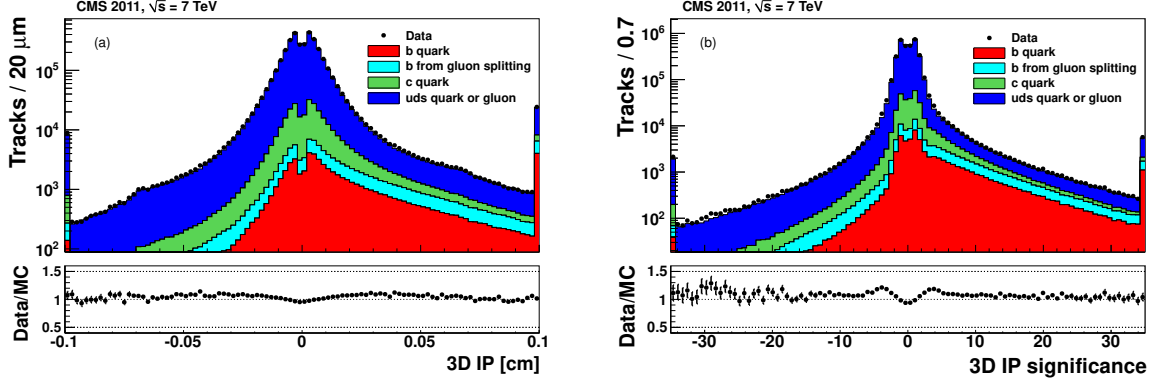 CMS 2011, √s = 7 TeV
(a)
Data
b quark
b from gluon splitting
c quark
uds quark or gluon
Tracks / 20 μm
10⁵
10⁴
10³
10²
Data/MC
1.5
1
0.5
-0.1 -0.05 0 0.05 0.1
3D IP [cm]
CMS 2011, √s = 7 TeV
(b)
Data
b quark
b from gluon splitting
c quark
uds quark or gluon
Tracks / 0.7
10⁶
10⁵
10⁴
10³
10²
Data/MC
1.5
1
0.5
-30 -20 -10 0 10 20 30
3D IP significance